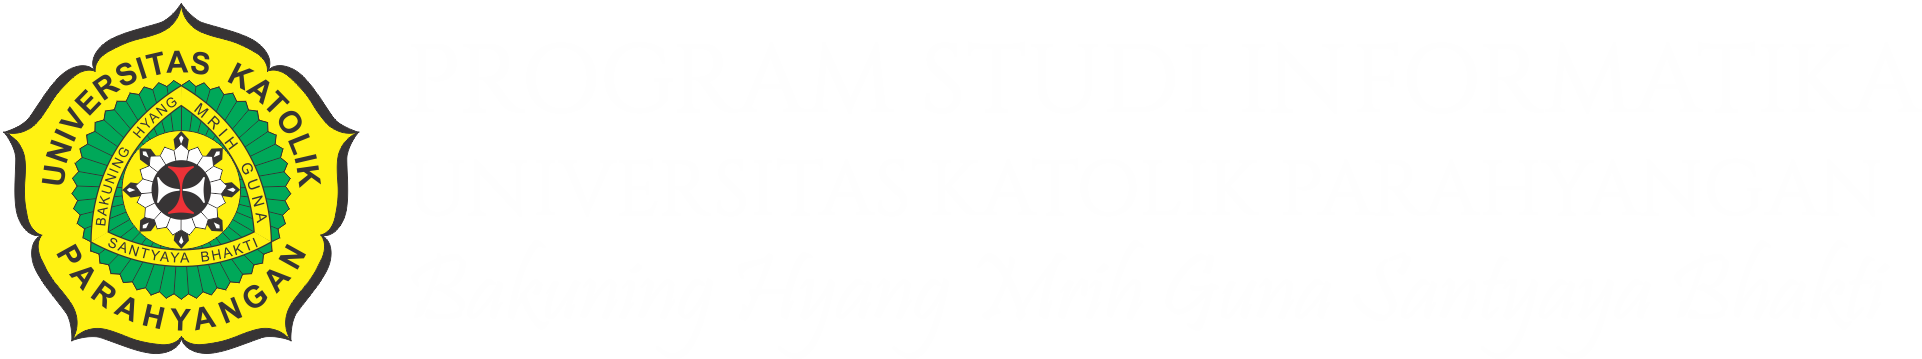 UNIVERSITAS KATOLIK
PARAHYANGAN
BAKUNING HYANG MRIH GUNA
SANTYAYA BHAKTI
PROGRAM STUDI INFORMATIKA
UNIVERSITAS KATOLIK PARAHYANGAN
Bakuning Hyang Mrih Guna Santyaya Bhakti